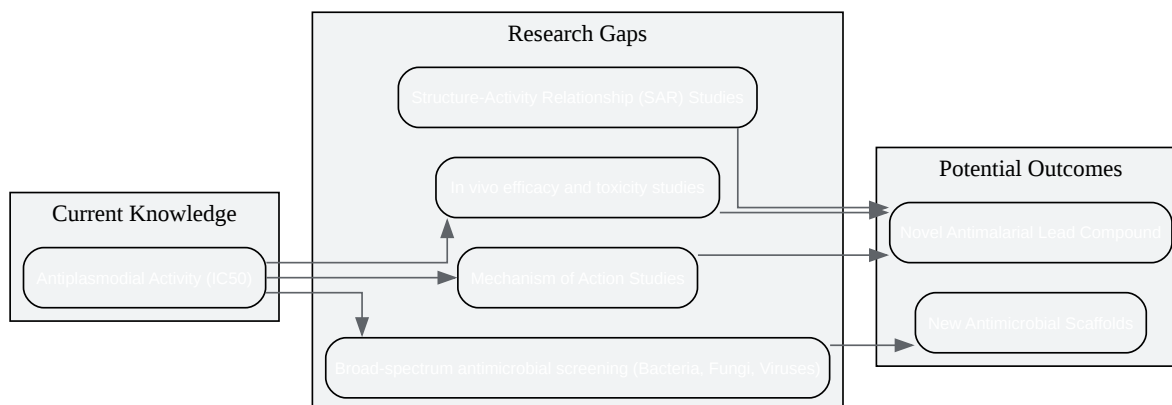 Research Gaps
Structure-Activity Relationship (SAR) Studies
In vivo efficacy and toxicity studies
Mechanism of Action Studies
Broad-spectrum antimicrobial screening (Bacteria, Fungi, Viruses)
Current Knowledge
Antiplasmodial Activity (IC50)
Potential Outcomes
Novel Antimalarial Lead Compound
New Antimicrobial Scaffolds